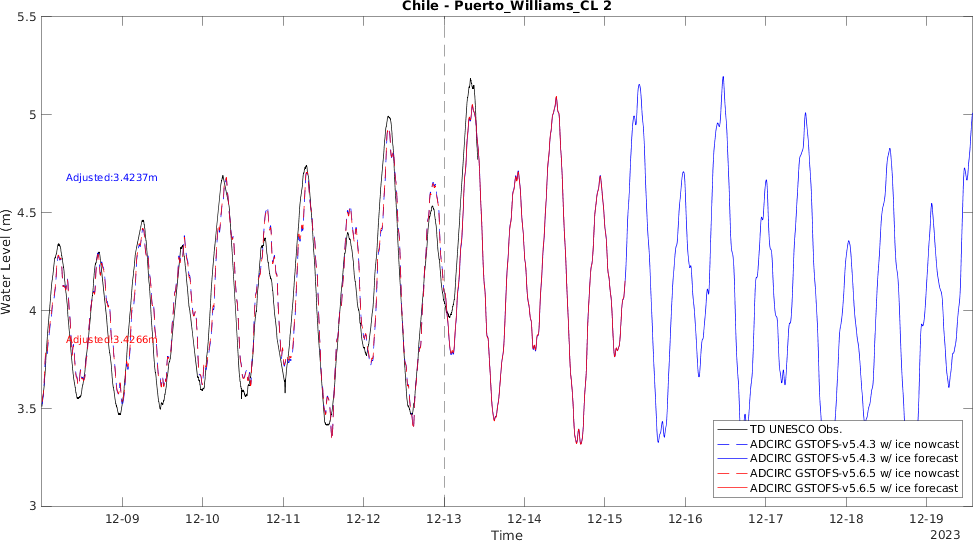 Chile - Puerto_Williams_CL 2
5.5
5
4.5
4
3.5
3
Water Level (m)
Adjusted:3.4237m
Adjusted:3.4266m
TD UNESCO Obs.
ADCIRC GSTOFS-v5.4.3 w/ ice nowcast
ADCIRC GSTOFS-v5.4.3 w/ ice forecast
ADCIRC GSTOFS-v5.6.5 w/ ice nowcast
ADCIRC GSTOFS-v5.6.5 w/ ice forecast
12-09 12-10 12-11 12-12 12-13 12-14 12-15 12-16 12-17 12-18 12-19
Time
2023